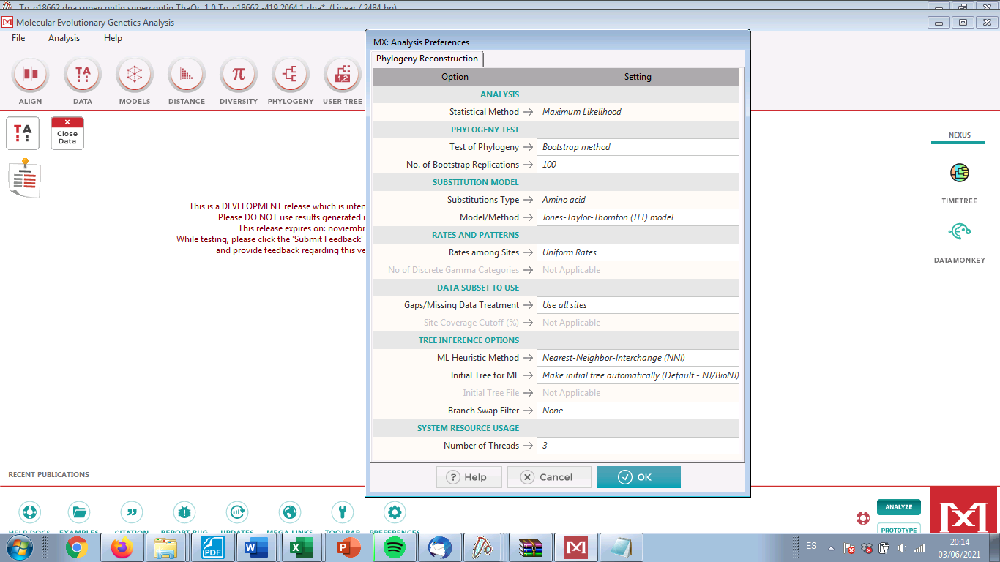 To_q18662 dna supercontig supercontig ThaOc_1.0 To_q18662 -419 2064 1.dna* (Linear / 2484 bp)
Molecular Evolutionary Genetics Analysis
File Analysis Help
ALIGN DATA MODELS DISTANCE DIVERSITY PHYLOGENY USER TREE
TA
Close
Data
This is a DEVELOPMENT release which is inter
Please DO NOT use results generated i
This release expires on: noviembr
While testing, please click the 'Submit Feedback'
and provide feedback regarding this ve
MX: Analysis Preferences
Phylogeny Reconstruction
Option Setting
ANALYSIS
Statistical Method → Maximum Likelihood
PHYLOGENY TEST
Test of Phylogeny → Bootstrap method
No. of Bootstrap Replications → 100
SUBSTITUTION MODEL
Substitutions Type → Amino acid
Model/Method → Jones-Taylor-Thornton (JTT) model
RATES AND PATTERNS
Rates among Sites → Uniform Rates
No of Discrete Gamma Categories → Not Applicable
DATA SUBSET TO USE
Gaps/Missing Data Treatment → Use all sites
Site Coverage Cutoff (%) → Not Applicable
TREE INFERENCE OPTIONS
ML Heuristic Method → Nearest-Neighbor-Interchange (NNI)
Initial Tree for ML → Make initial tree automatically (Default - NJ/BioNJ)
Initial Tree File → Not Applicable
Branch Swap Filter → None
SYSTEM RESOURCE USAGE
Number of Threads → 3
Help Cancel OK
NEXUS
TIMETREE
DATAMONKEY
RECENT PUBLICATIONS
HELP DOCS EXAMPLES CITATION REPORT BUG UPDATES MEGA LINKS TOOLBAR PREFERENCES
ANALYZE
PROTOTYPE
ES
20:14
03/06/2021